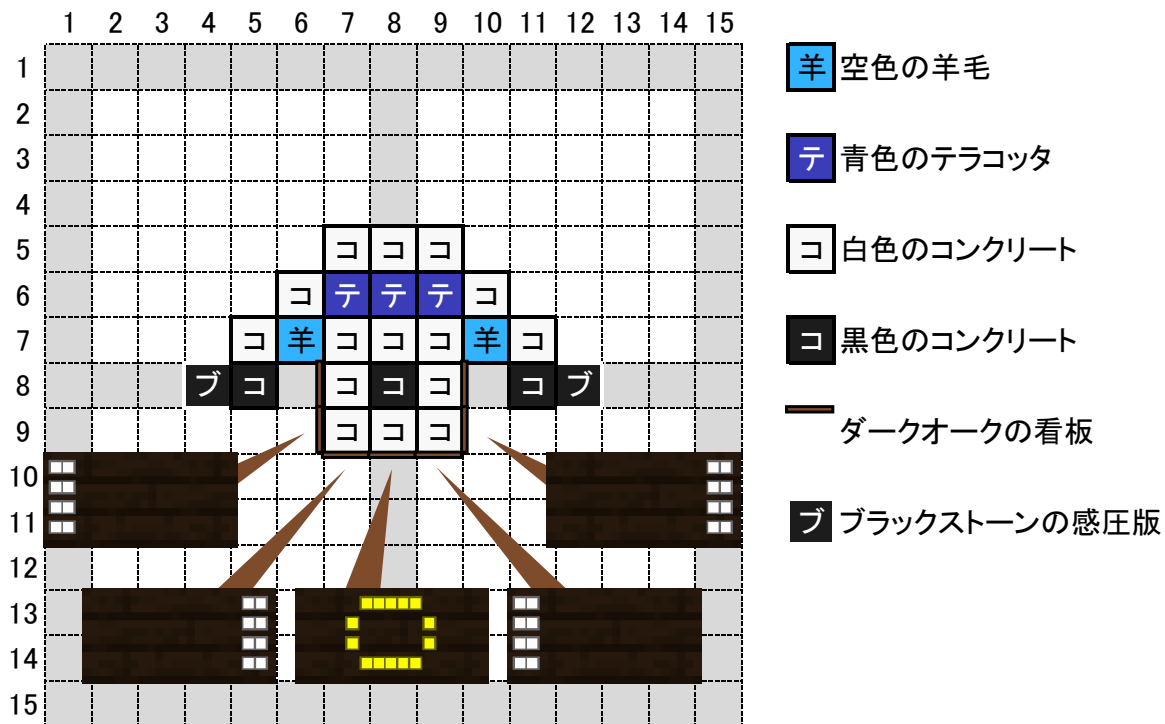 1 2 3 4 5 6 7 8 9 10 11 12 13 14 15
1
羊 空色の羊毛
2
3
テ 青色のテラコッタ
4
5 コ コ コ
コ 白色のコンクリート
6 コ テ テ テ コ
7 コ 羊 コ コ コ 羊 コ
コ 黒色のコンクリート
8 ブ コ コ コ コ コ ブ
9 コ コ コ
ダークオークの看板
10
11
ブ ブラックストーンの感圧版
12
13
14
15